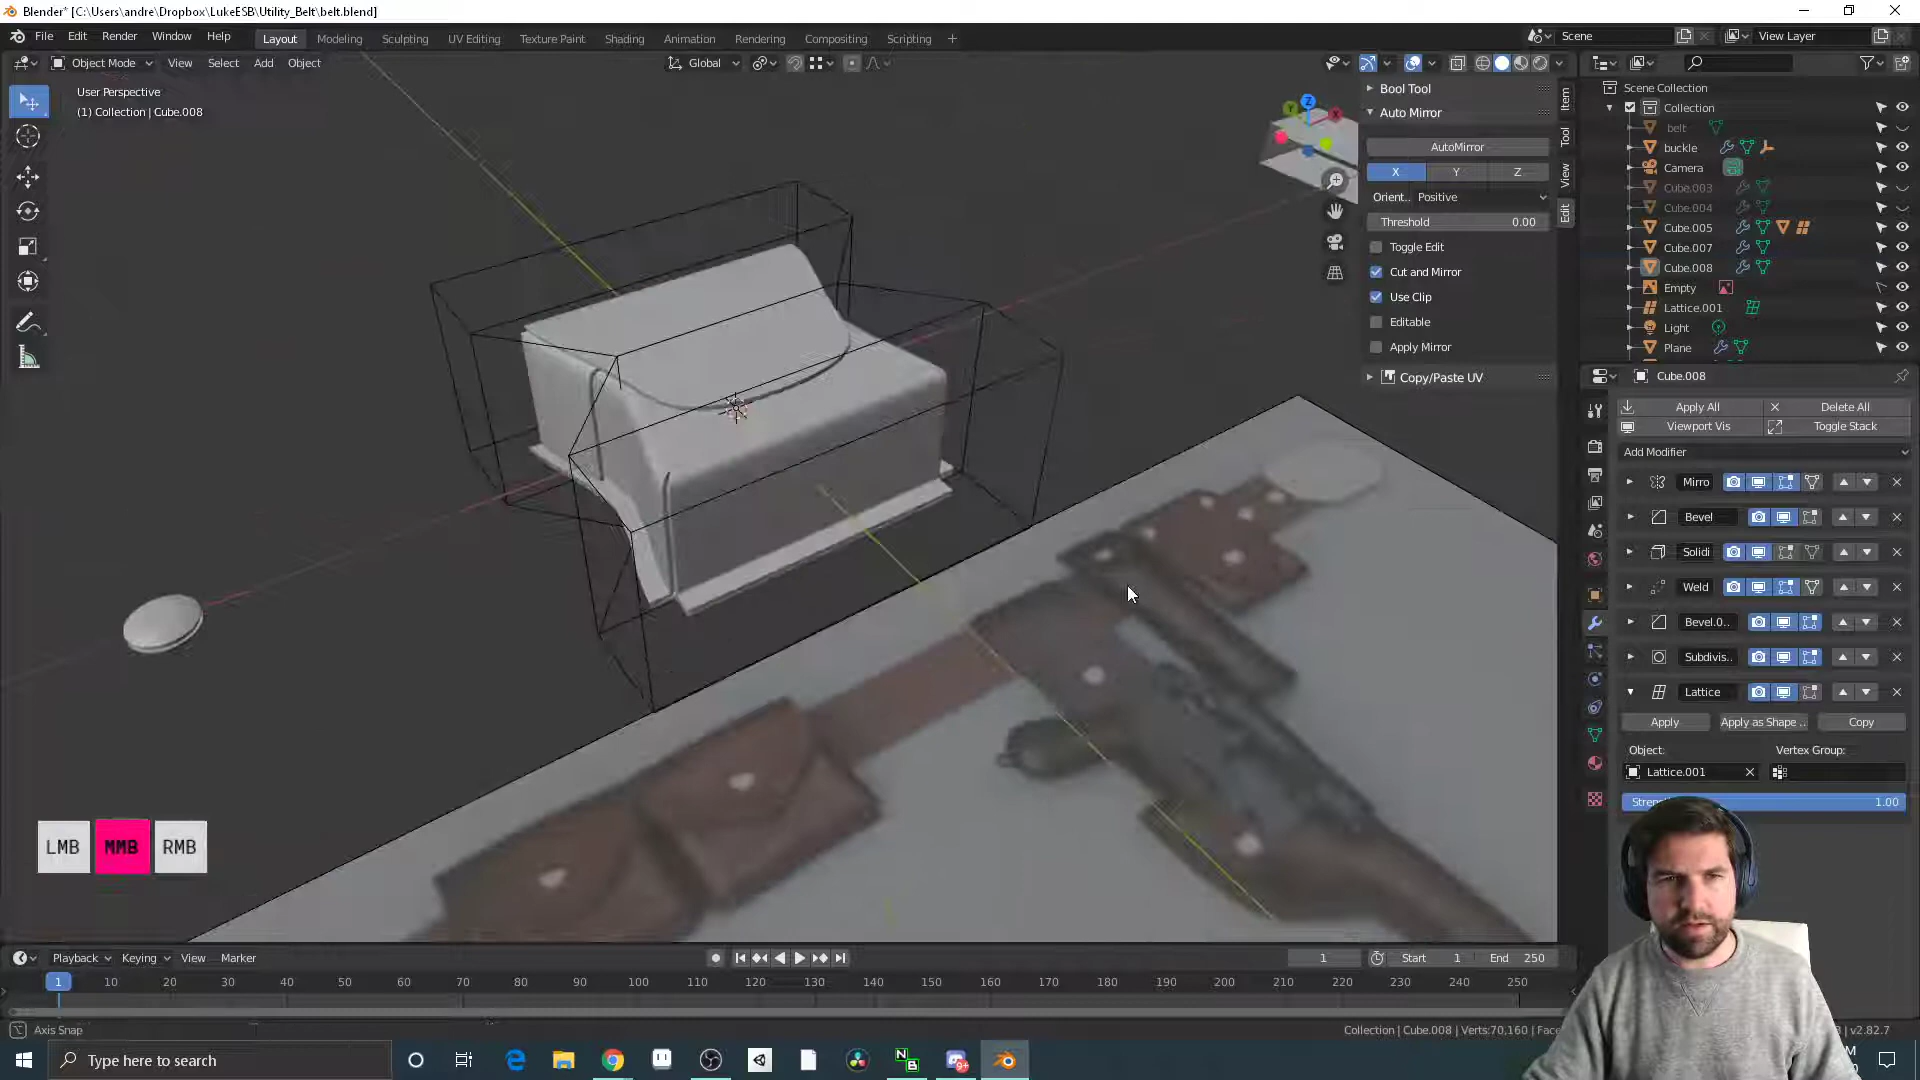 Blender* [C:\Users\andre\Dropbox\LukeESB\Utility_Belt\belt.blend]
File Edit Render Window Help
Layout Modeling Sculpting UV Editing Texture Paint Shading Animation Rendering Compositing Scripting +
Scene
View Layer
Object Mode View Select Add Object
Global
User Perspective
(1) Collection | Cube.008
Bool Tool
Auto Mirror
AutoMirror
X Y Z
Orient.. Positive
Threshold 0.00
Toggle Edit
Cut and Mirror
Use Clip
Editable
Apply Mirror
Copy/Paste UV
Item
Tool
View
Edit
Scene Collection
Collection
belt
buckle
Camera
Cube.003
Cube.004
Cube.005
Cube.007
Cube.008
Empty
Lattice.001
Light
Plane
Cube.008
Apply All Delete All
Viewport Vis Toggle Stack
Add Modifier
Mirro
Bevel
Solidi
Weld
Bevel.0..
Subdivis..
Lattice
Apply Apply as Shape .. Copy
Object: Vertex Group:
Lattice.001
1.00
LMB MMB RMB
Playback Keying View Marker
1 Start 1 End 250
1 10 20 30 40 50 60 70 80 90 100 110 120 130 140 150 160 170 180 190 200 210 220 230 240 250
Axis Snap
Collection | Cube.008 | Verts:70,160 |
v2.82.7
Type here to search